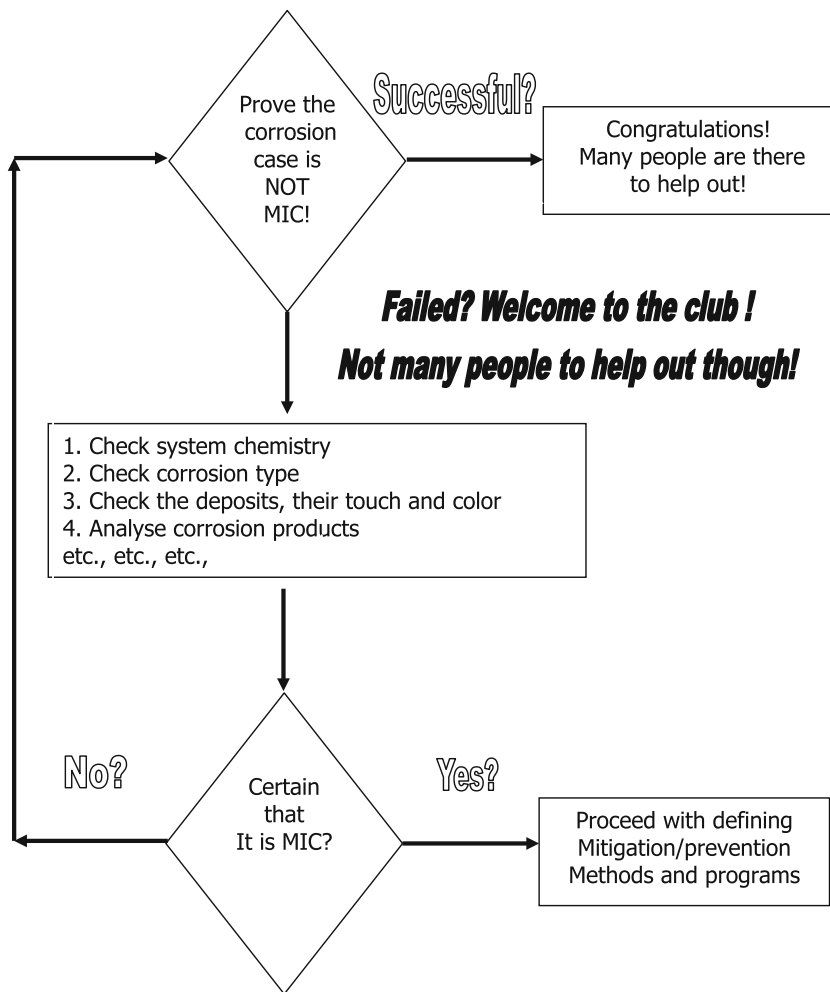 Prove the
corrosion
case is
NOT
MIC!
Successful?
Congratulations!
Many people are there
to help out!
Failed? Welcome to the club !
Not many people to help out though!
1. Check system chemistry
2. Check corrosion type
3. Check the deposits, their touch and color
4. Analyse corrosion products
etc., etc., etc.,
No?
Certain
that
It is MIC?
Yes?
Proceed with defining
Mitigation/prevention
Methods and programs